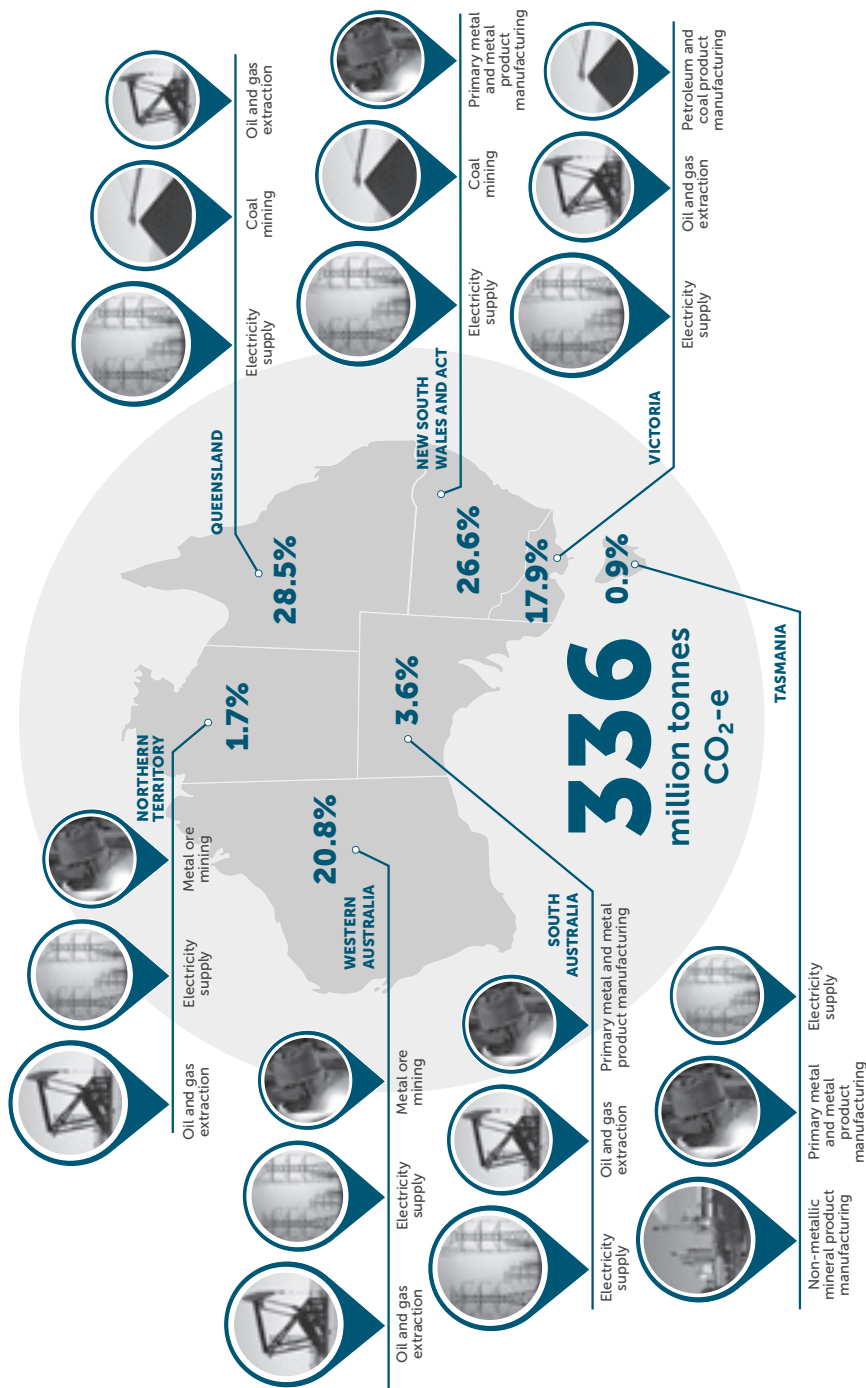 NORTHERN
TERRITORY
1.7%
Oil and gas
extraction
Electricity
supply
Metal ore
mining
QUEENSLAND
28.5%
Electricity
supply
Coal
mining
Oil and gas
extraction
WESTERN
AUSTRALIA
20.8%
Oil and gas
extraction
Electricity
supply
Metal ore
mining
NEW SOUTH
WALES AND ACT
26.6%
Electricity
supply
Coal
mining
Primary metal
and metal
product
manufacturing
SOUTH
AUSTRALIA
3.6%
Electricity
supply
Oil and gas
extraction
Primary metal and metal
product manufacturing
VICTORIA
17.9%
Electricity
supply
Oil and gas
extraction
Petroleum and
coal product
manufacturing
336
million tonnes
CO₂-e
TASMANIA
0.9%
Non-metallic
mineral product
manufacturing
Primary metal
and metal
product
manufacturing
Electricity
supply